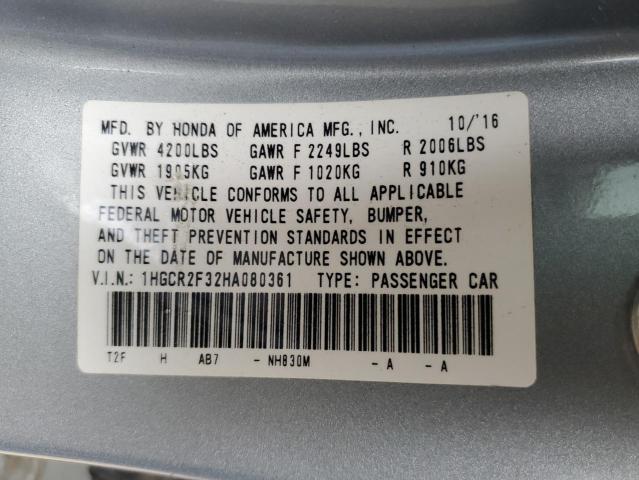 MFD. BY HONDA OF AMERICA MFG., INC. 10/'16
GVWR 4200LBS GAWR F 2249LBS R 2006LBS
GVWR 1905KG GAWR F 1020KG R 910KG
THIS VEHICLE CONFORMS TO ALL APPLICABLE
FEDERAL MOTOR VEHICLE SAFETY, BUMPER,
AND THEFT PREVENTION STANDARDS IN EFFECT
ON THE DATE OF MANUFACTURE SHOWN ABOVE.
V.I.N.: 1HGCR2F32HA080361 TYPE: PASSENGER CAR
T2F H AB7 - NH830M - A - A